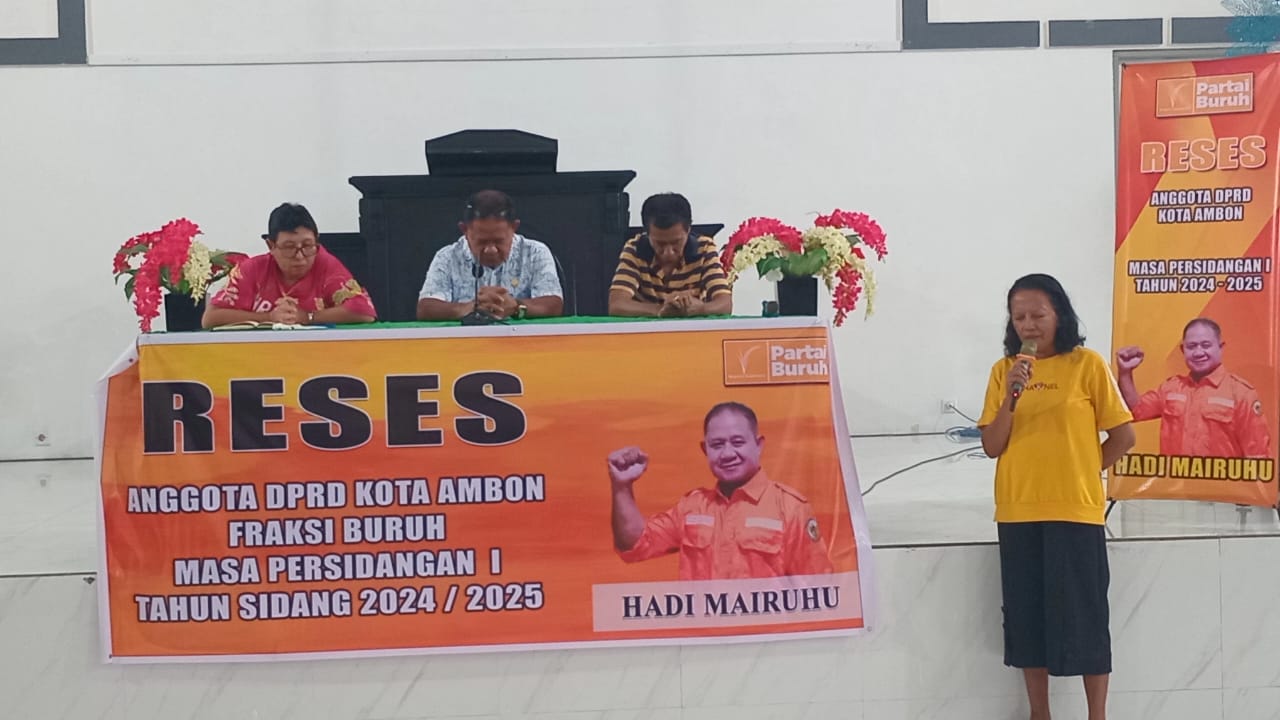 RESES
ANGGOTA DPRD KOTA AMBON
FRAKSI BURUH
MASA PERSIDANGAN I
TAHUN SIDANG 2024 / 2025
Partai
Buruh
HADI MAIRUHU
Partai
Buruh
RESES
ANGGOTA DPRD
KOTA AMBON
MASA PERSIDANGAN I
TAHUN 2024 - 2025
HADI MAIRUHU